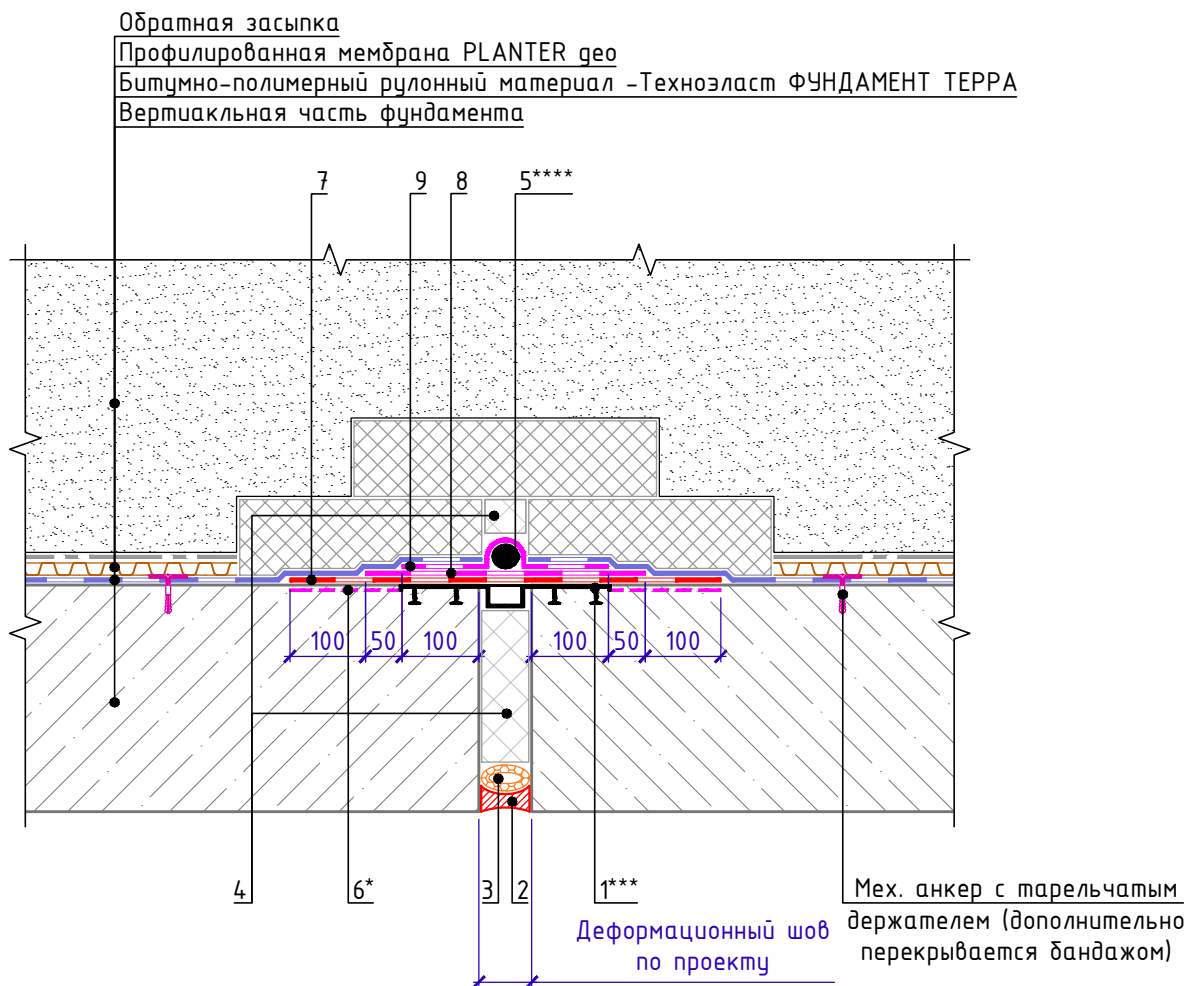 Обратная засыпка
Профилированная мембрана PLANTER geo
Битумно-полимерный рулонный материал -Техноэласт ФУНДАМЕНТ ТЕРРА
Вертиакльная часть фундамента
7 9 8 5****
100 50 100 100 50 100
4 6* 3 2 1***
Мех. анкер с тарельчатым
держателем (дополнительно
перекрывается бандажом)
Деформационный шов
по проекту